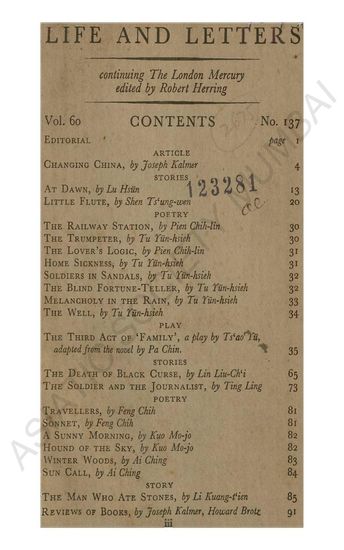 LIFE AND LETTERS
continuing The London Mercury
edited by Robert Herring
Vol. 60 CONTENTS No. 137
EDITORIAL page 1
ARTICLE
CHANGING CHINA, by Joseph Kalmer 4
STORIES
AT DAWN, by Lu Hsün 13
123281
LITTLE FLUTE, by Shen Ts'ung-wen 20
POETRY
THE RAILWAY STATION, by Pien Chih-lin 30
THE TRUMPETER, by Tu Yün-hsieh 30
THE LOVER'S LOGIC, by Pien Chih-lin 31
HOME SICKNESS, by Tu Yün-hsieh 31
SOLDIERS IN SANDALS, by Tu Yün-hsieh 32
THE BLIND FORTUNE-TELLER, by Tu Yün-hsieh 32
MELANCHOLY IN THE RAIN, by Tu Yün-hsieh 33
THE WELL, by Tu Yün-hsieh 34
PLAY
THE THIRD ACT OF 'FAMILY', a play by Ts'ao Yü,
adapted from the novel by Pa Chin. 35
STORIES
THE DEATH OF BLACK CURSE, by Lin Liu-Ch'i 65
THE SOLDIER AND THE JOURNALIST, by Ting Ling 73
POETRY
TRAVELLERS, by Feng Chih 81
SONNET, by Feng Chih 81
A SUNNY MORNING, by Kuo Mo-jo 82
HOUND OF THE SKY, by Kuo Mo-jo 82
WINTER WOODS, by Ai Ching 83
SUN CALL, by Ai Ching 84
STORY
THE MAN WHO ATE STONES, by Li Kuang-t'ien 85
REVIEWS OF BOOKS, by Joseph Kalmer, Howard Brotz 91
iii